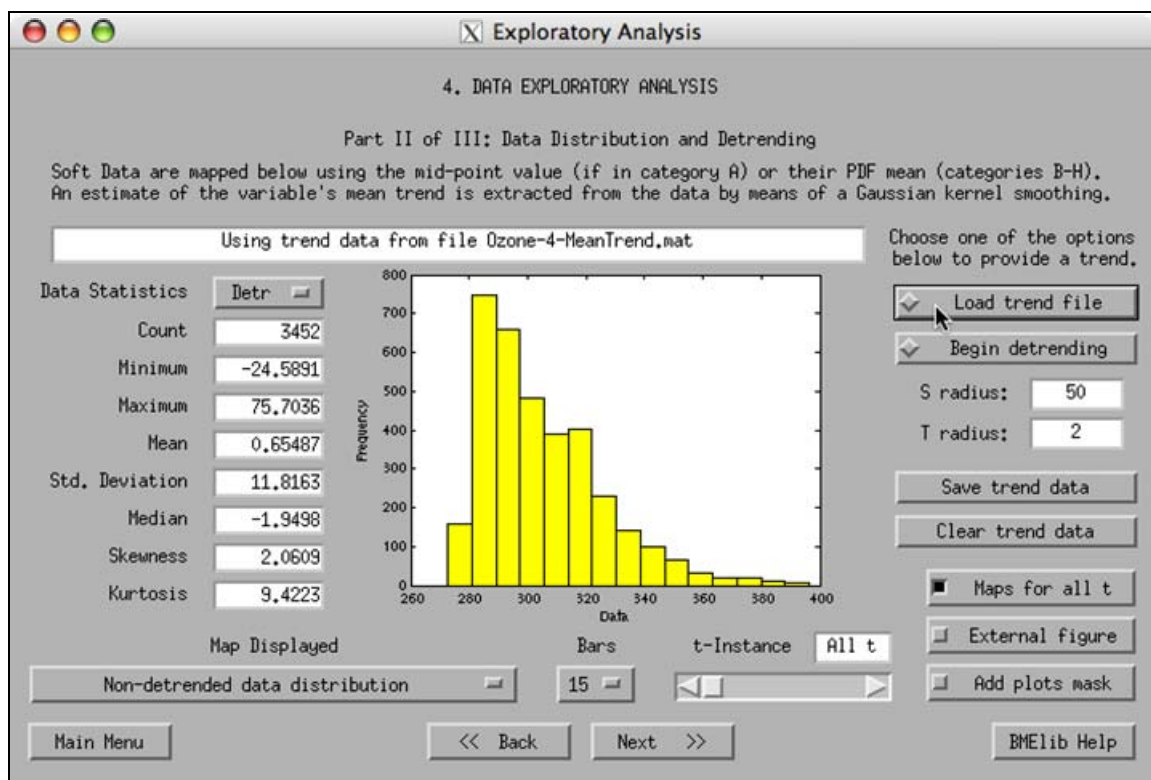 X Exploratory Analysis
4. DATA EXPLORATORY ANALYSIS
Part II of III: Data Distribution and Detrending
Soft Data are mapped below using the mid-point value (if in category A) or their PDF mean (categories B-H).
An estimate of the variable's mean trend is extracted from the data by means of a Gaussian kernel smoothing.
Using trend data from file Ozone-4-MeanTrend.mat
Choose one of the options
below to provide a trend.
Data Statistics Detr
Count 3452
Minimum -24.5891
Maximum 75.7036
Mean 0.65487
Std. Deviation 11.8163
Median -1.9498
Skewness 2.0609
Kurtosis 9.4223
800
700
600
500
400
300
200
100
0
Frequency
260 280 300 320 340 360 380 400
Data
Load trend file
Begin detrending
S radius: 50
T radius: 2
Save trend data
Clear trend data
Maps for all t
External figure
Add plots mask
Map Displayed
Non-detrended data distribution
Bars
15
t-Instance All t
Main Menu
<< Back
Next >>
BMElib Help